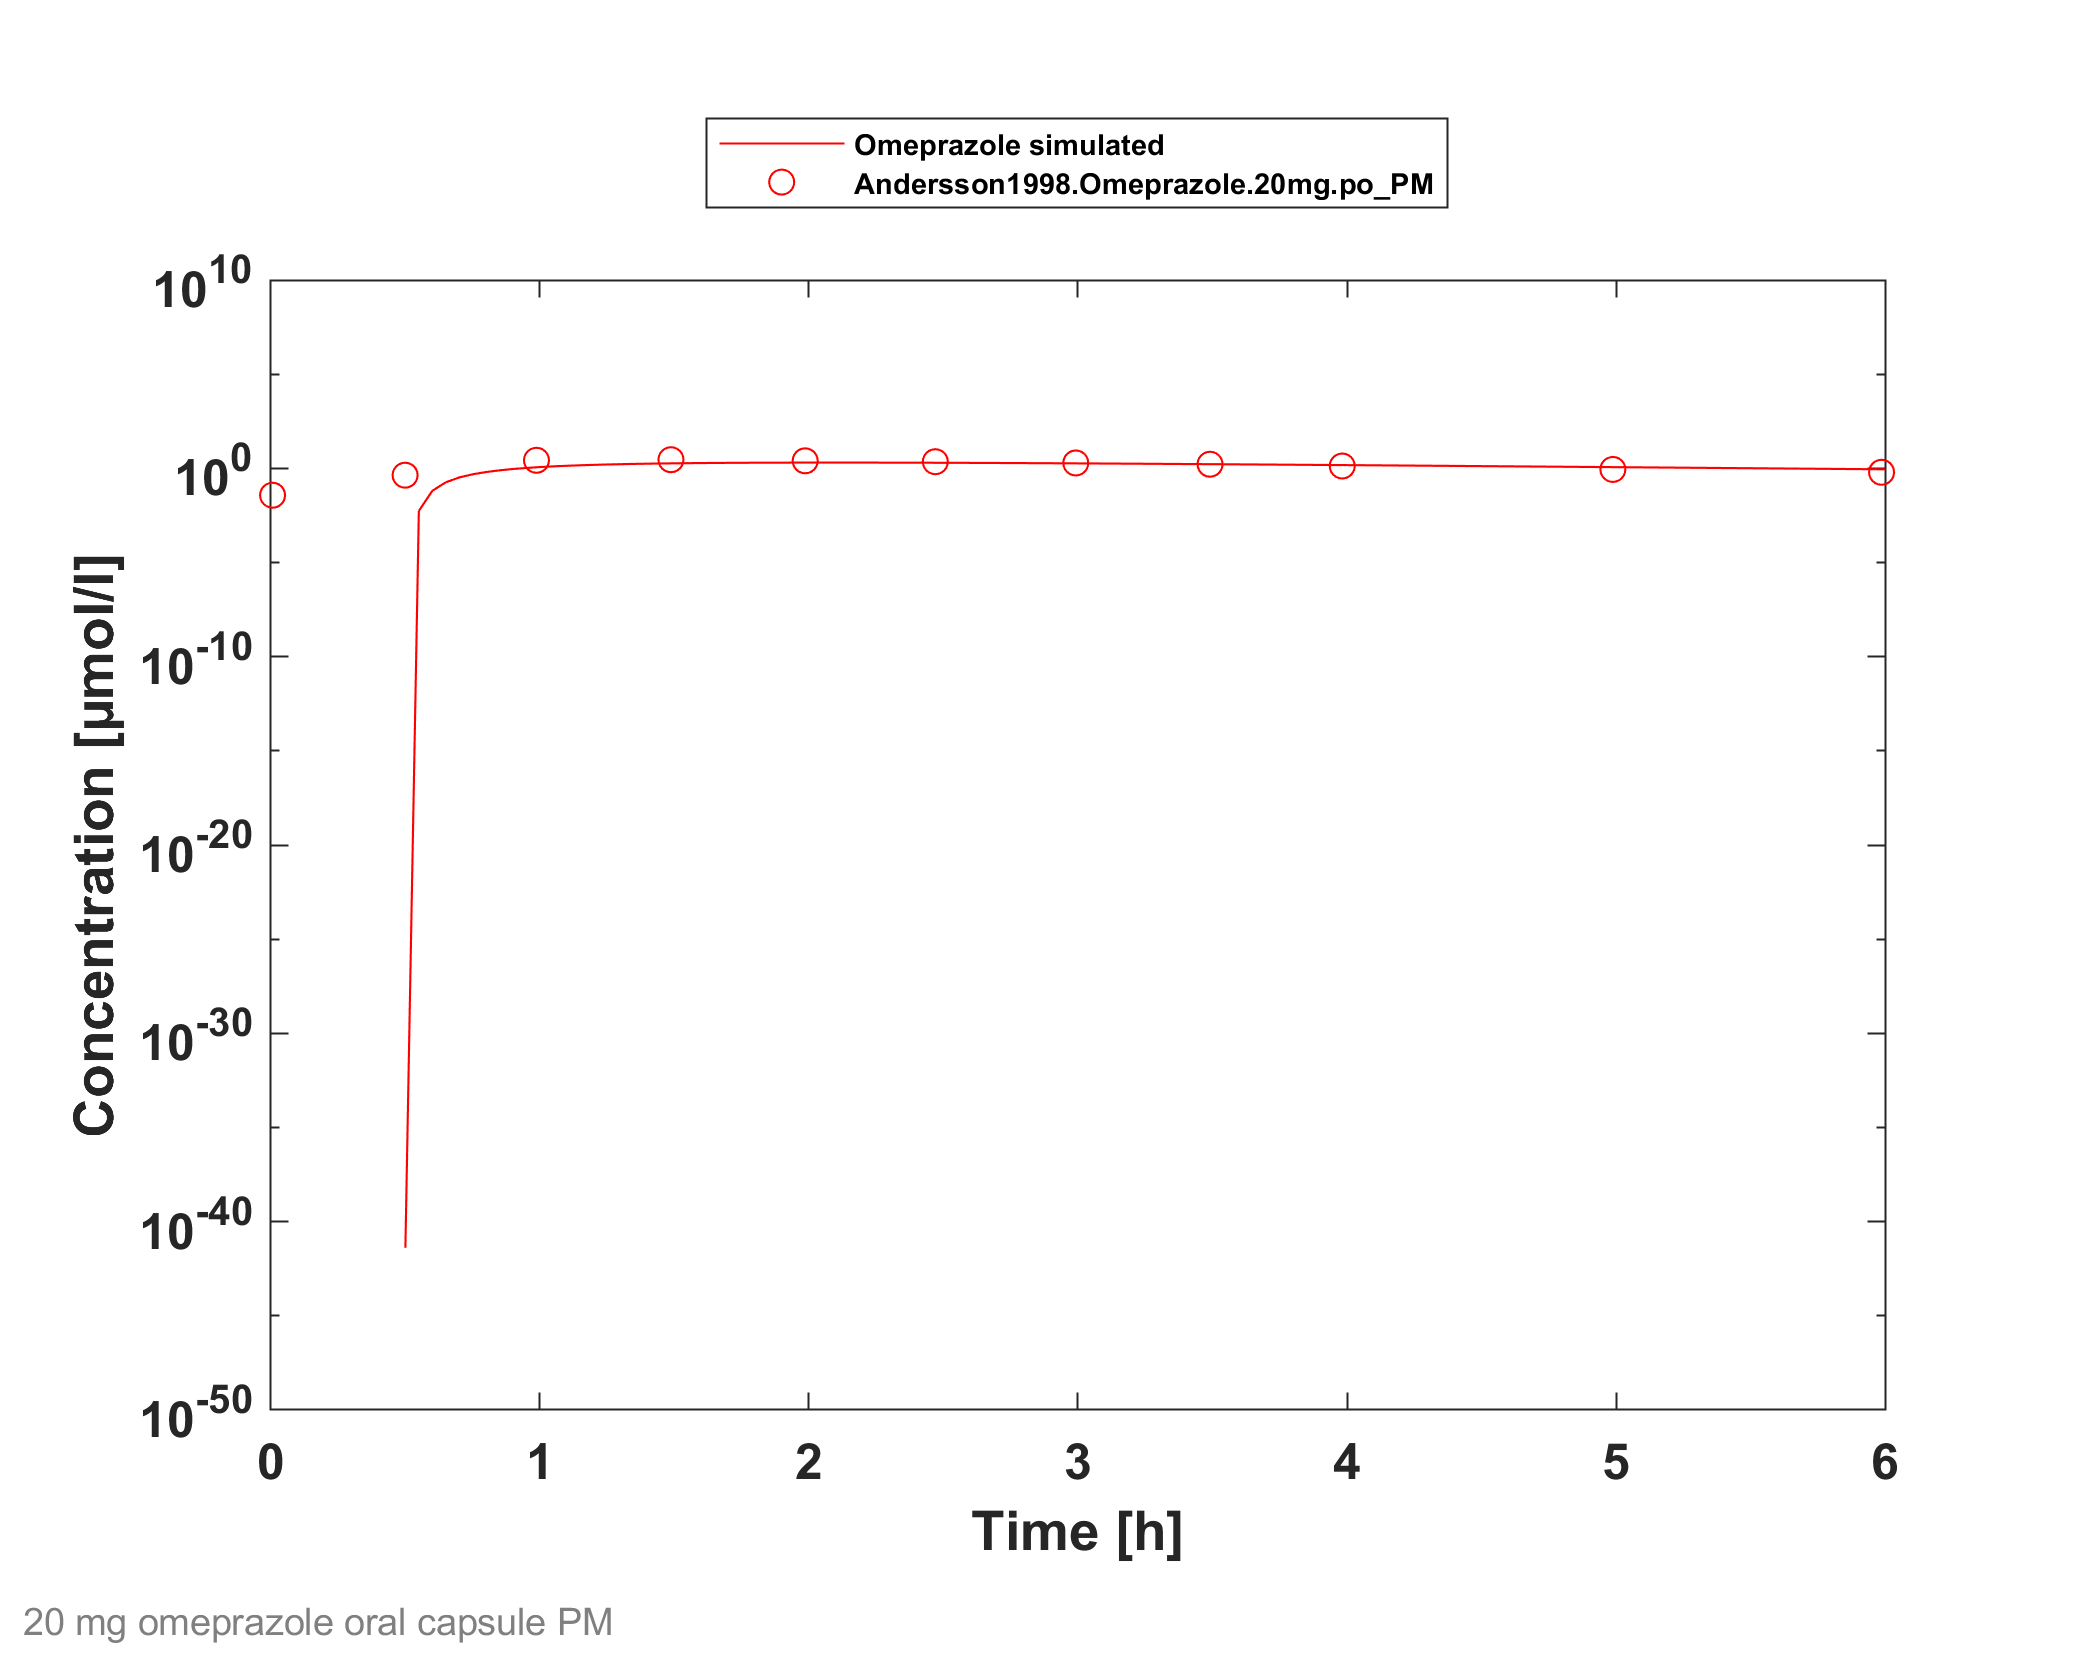 Omeprazole simulated
Andersson1998.Omeprazole.20mg.po_PM
10^10
10^0
10^-10
10^-20
10^-30
10^-40
10^-50
Concentration [µmol/l]
0 1 2 3 4 5 6
Time [h]
20 mg omeprazole oral capsule PM